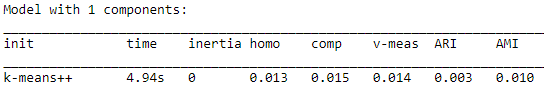 Model with 1 components:
init time inertia homo comp v-meas ARI AMI
k-means++ 4.94s 0 0.013 0.015 0.014 0.003 0.010